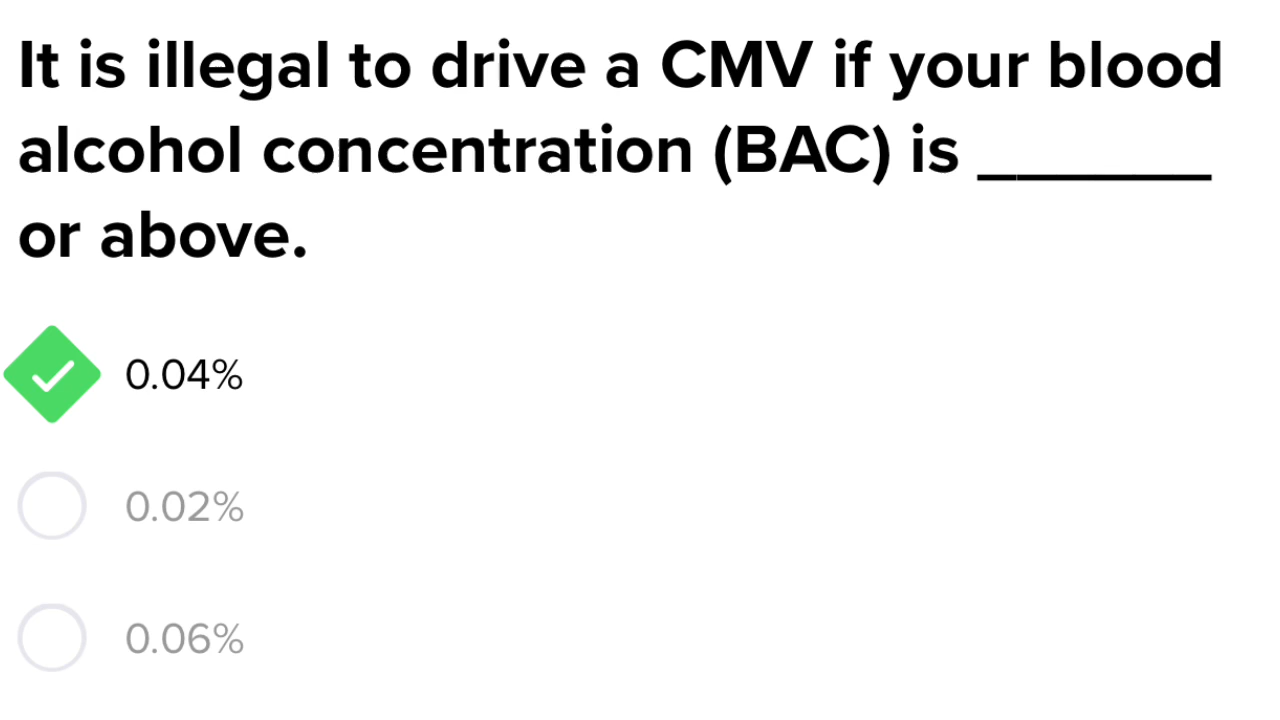 It is illegal to drive a CMV if your blood
alcohol concentration (BAC) is _______
or above.
0.04%
0.02%
0.06%